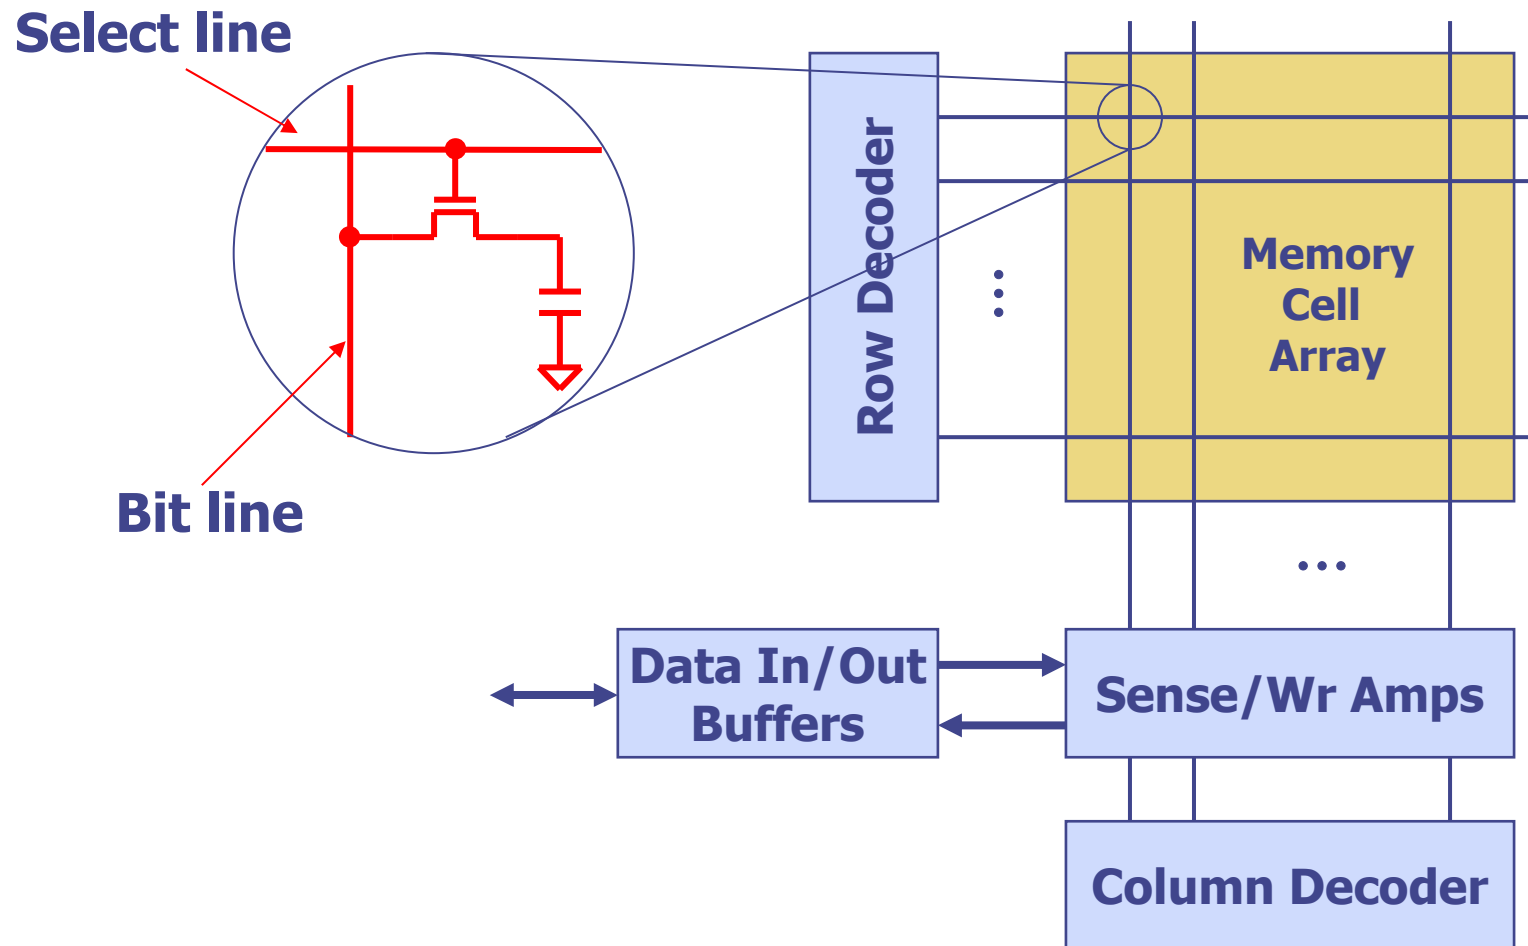 Select line
Bit line
Row Decoder
Memory
Cell
Array
Data In/Out
Buffers
Sense/Wr Amps
Column Decoder